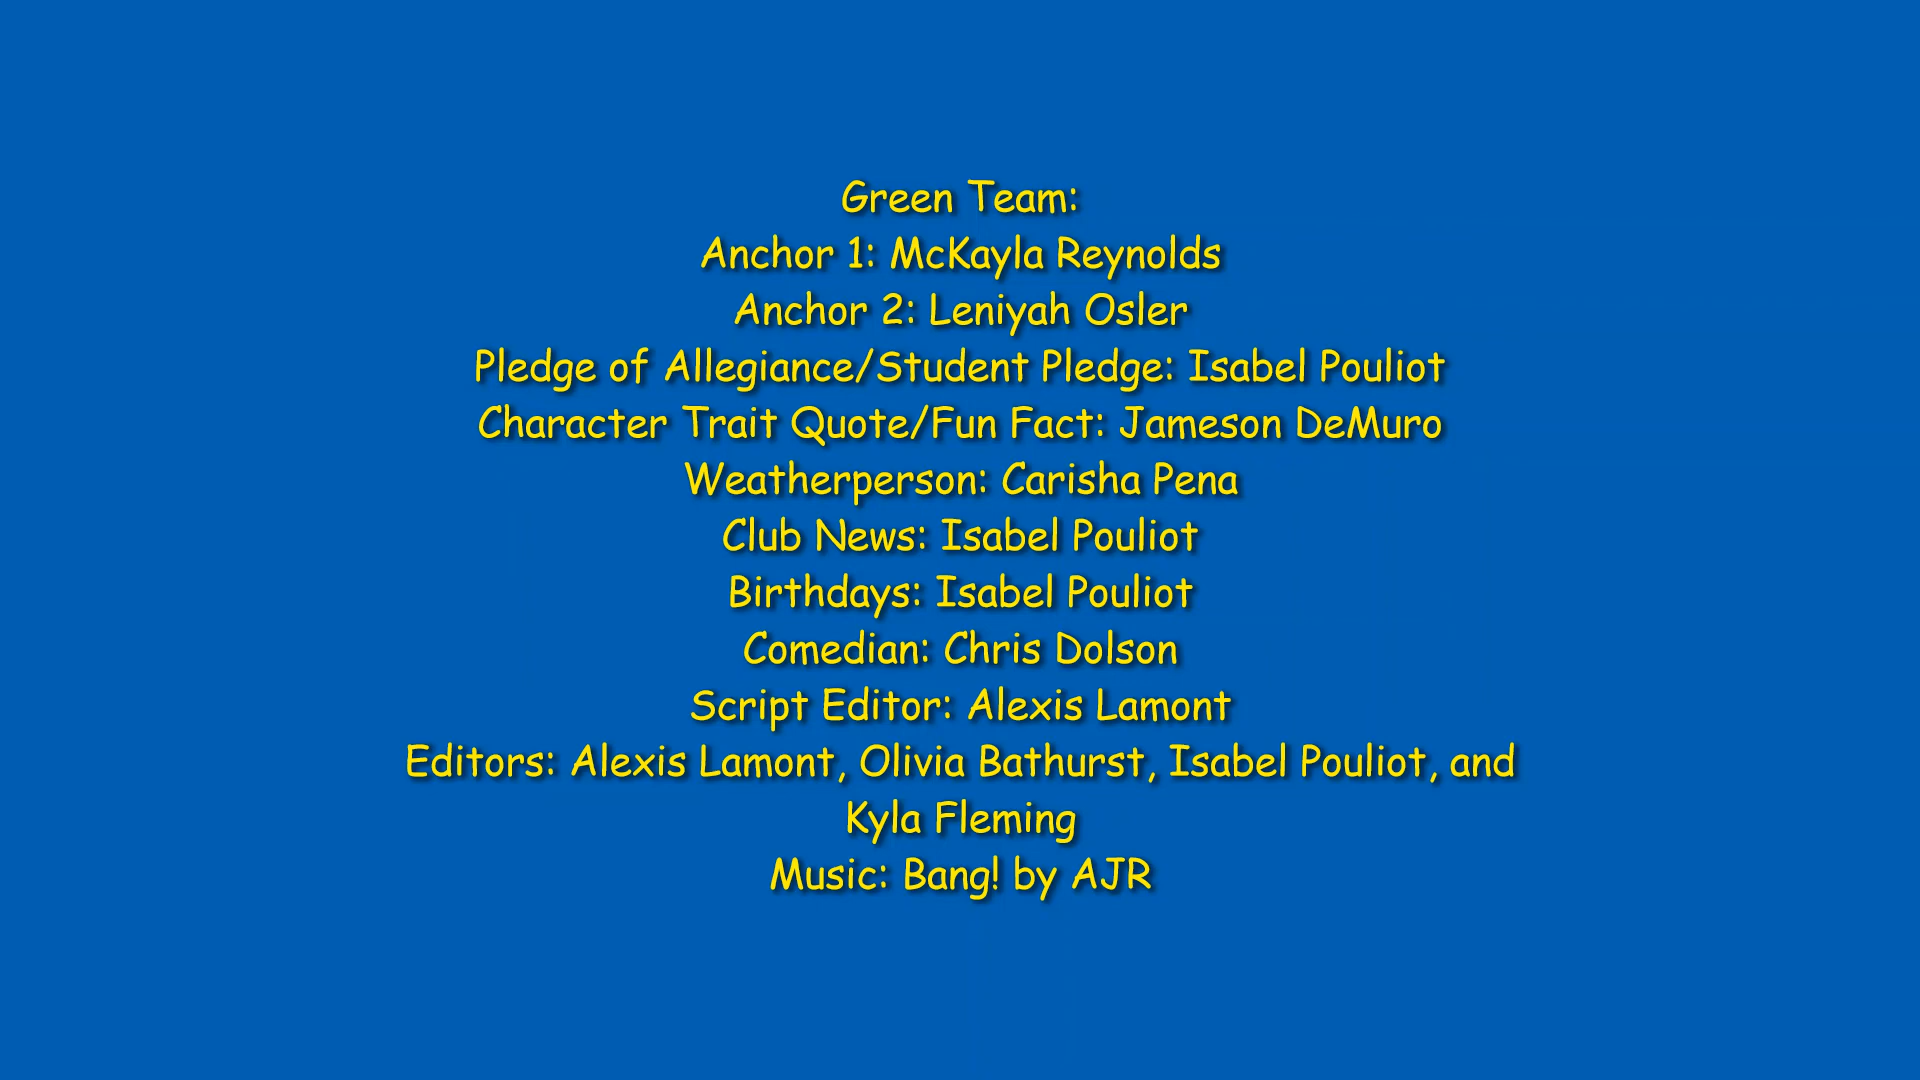 Green Team:
Anchor 1: McKayla Reynolds
Anchor 2: Leniyah Osler
Pledge of Allegiance/Student Pledge: Isabel Pouliot
Character Trait Quote/Fun Fact: Jameson DeMuro
Weatherperson: Carisha Pena
Club News: Isabel Pouliot
Birthdays: Isabel Pouliot
Comedian: Chris Dolson
Script Editor: Alexis Lamont
Editors: Alexis Lamont, Olivia Bathurst, Isabel Pouliot, and
Kyla Fleming
Music: Bang! by AJR